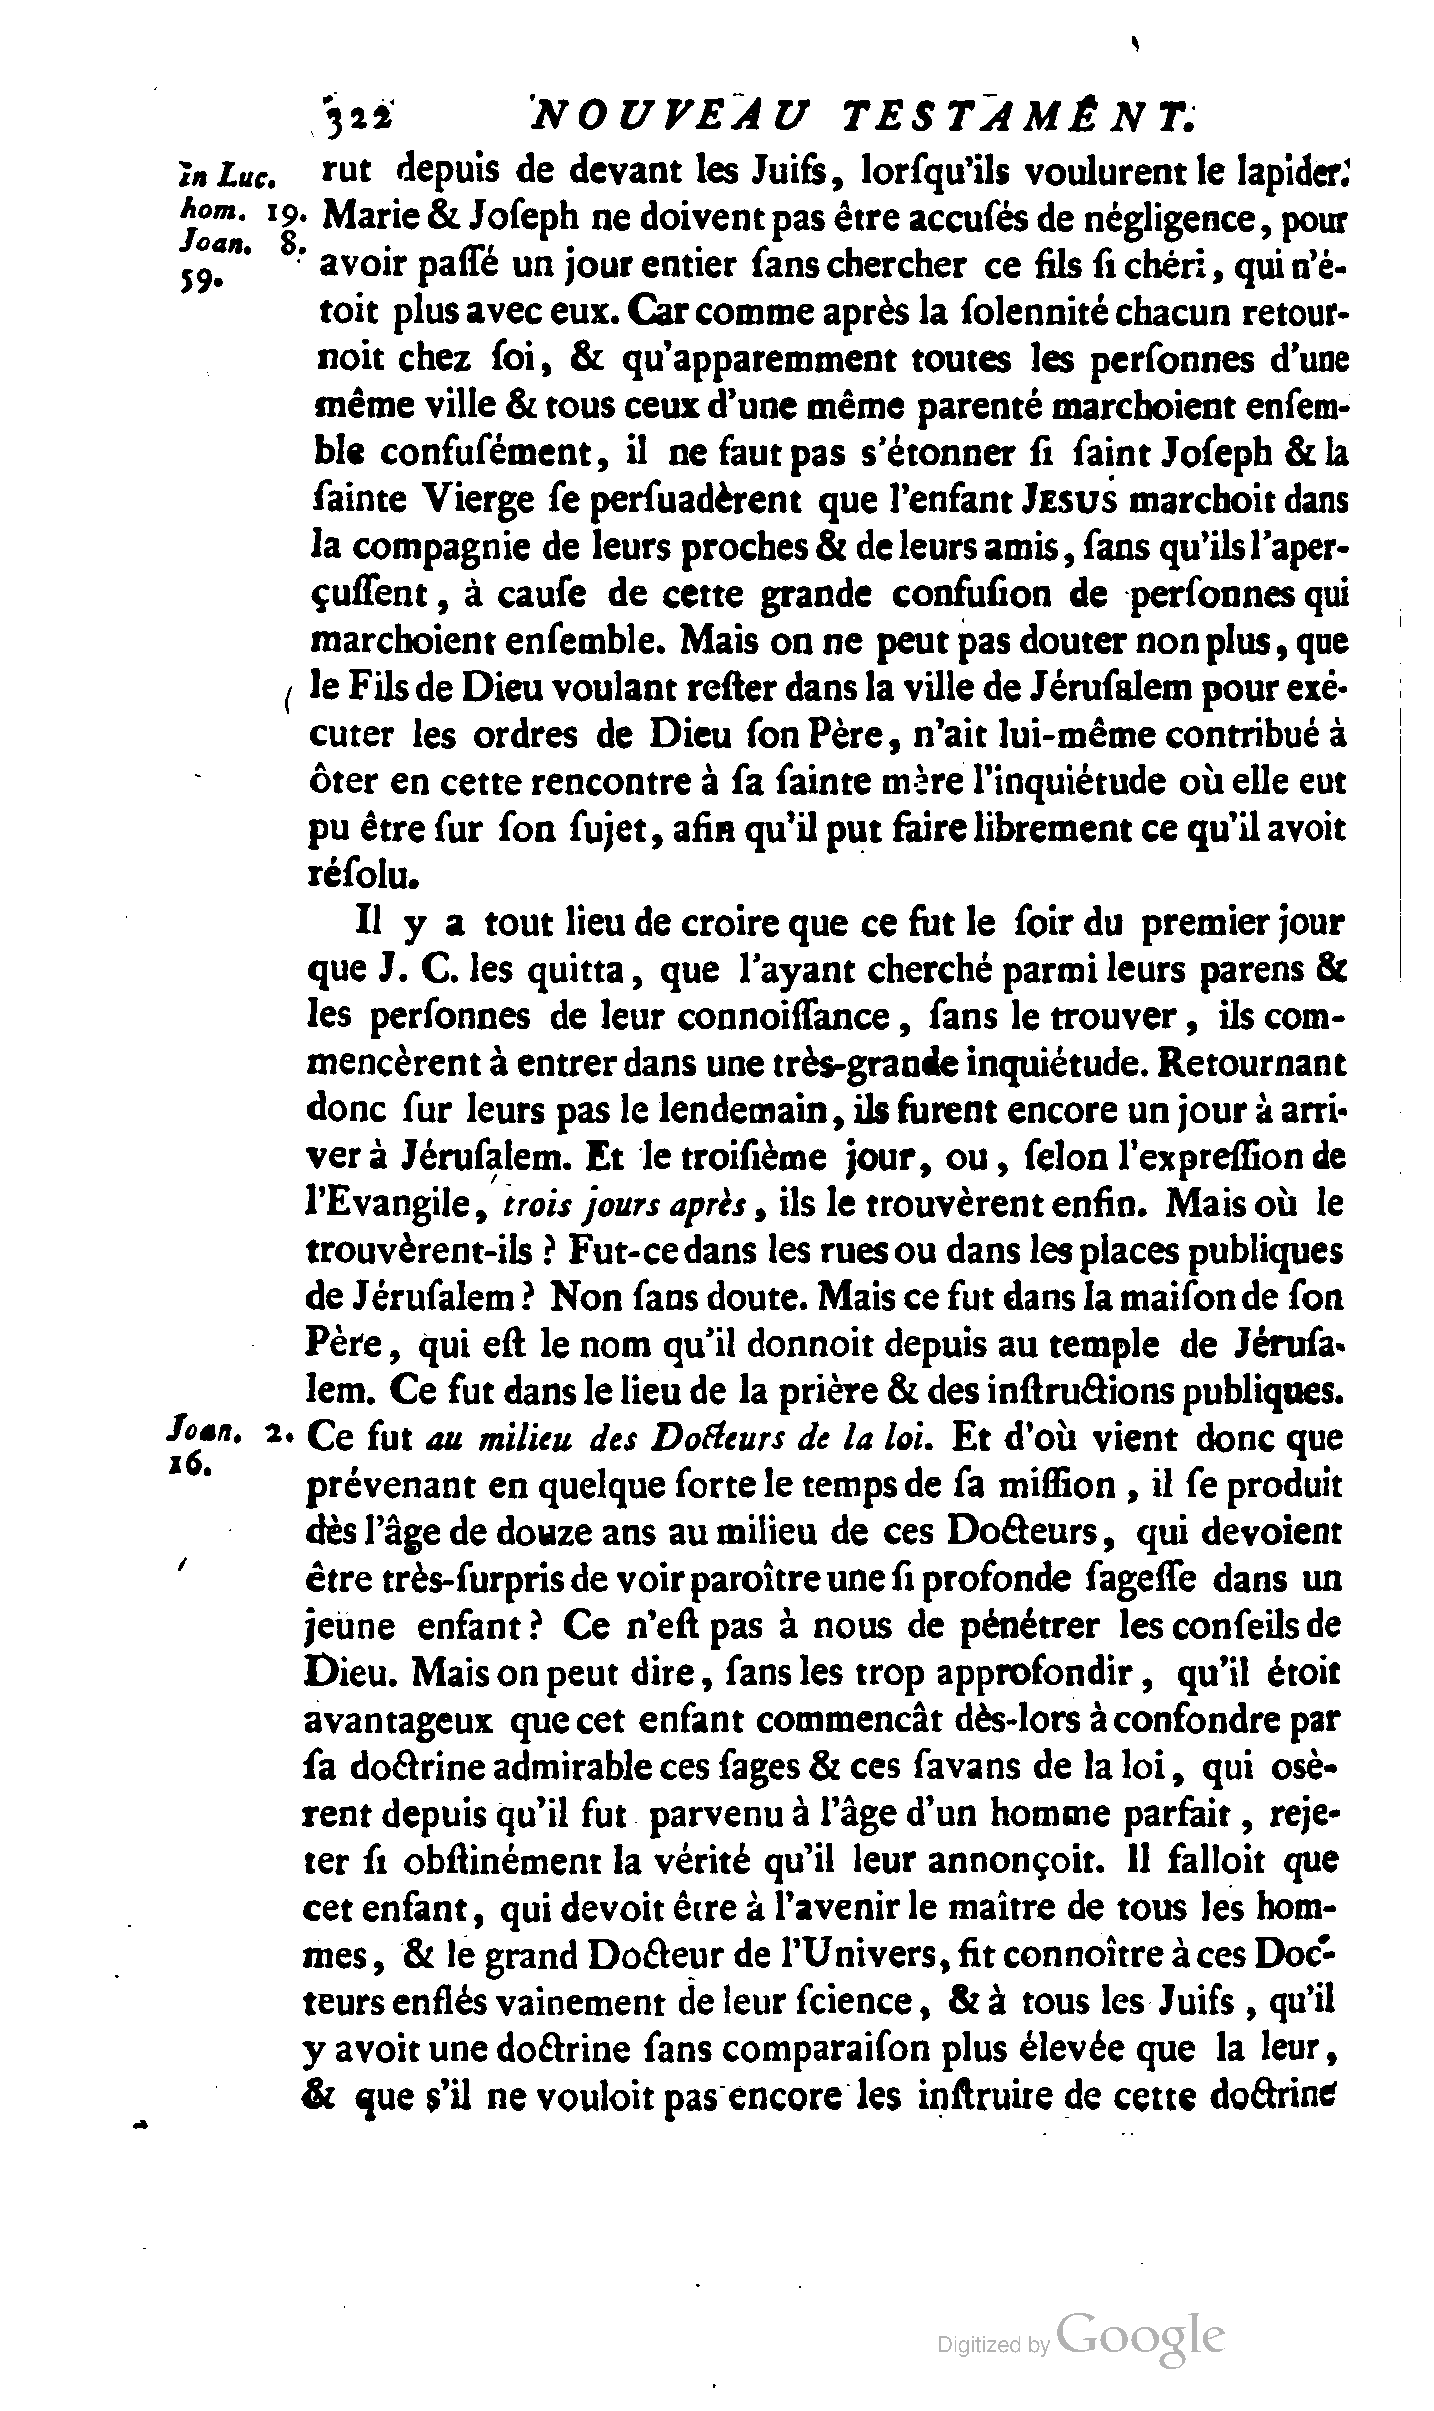 322 NOUVEAU TESTAMENT.
in Luc.
hom. 19.
Joan. 8.
59.
rut depuis de devant les Juifs, lorſqu'ils voulurent le lapider.
Marie & Joſeph ne doivent pas être accuſés de négligence, pour
avoir paſſé un jour entier ſans chercher ce fils ſi chéri, qui n'é-
toit plus avec eux. Car comme après la ſolennité chacun retour-
noit chez ſoi, & qu'apparemment toutes les perſonnes d'une
même ville & tous ceux d'une même parenté marchoient enſem-
ble confuſément, il ne faut pas s'étonner ſi ſaint Joſeph & la
ſainte Vierge ſe perſuadèrent que l'enfant JESUS marchoit dans
la compagnie de leurs proches & de leurs amis, ſans qu'ils l'aper-
çuſſent, à cauſe de cette grande confuſion de perſonnes qui
marchoient enſemble. Mais on ne peut pas douter non plus, que
le Fils de Dieu voulant reſter dans la ville de Jéruſalem pour exé-
cuter les ordres de Dieu ſon Père, n'ait lui-même contribué à
ôter en cette rencontre à ſa ſainte mère l'inquiétude où elle eut
pu être ſur ſon ſujet, afin qu'il put faire librement ce qu'il avoit
réſolu.
Il y a tout lieu de croire que ce fut le ſoir du premier jour
que J. C. les quitta, que l'ayant cherché parmi leurs parens &
les perſonnes de leur connoiſſance, ſans le trouver, ils com-
mencèrent à entrer dans une très-grande inquiétude. Retournant
donc ſur leurs pas le lendemain, ils furent encore un jour à arri-
ver à Jéruſalem. Et le troiſième jour, ou, ſelon l'expreſſion de
l'Evangile, trois jours après, ils le trouvèrent enfin. Mais où le
trouvèrent-ils ? Fut-ce dans les rues ou dans les places publiques
de Jéruſalem ? Non ſans doute. Mais ce fut dans la maiſon de ſon
Père, qui eſt le nom qu'il donnoit depuis au temple de Jéruſa-
lem. Ce fut dans le lieu de la prière & des inſtructions publiques.
Joan. 2.
16.
Ce fut au milieu des Docteurs de la loi. Et d'où vient donc que
prévenant en quelque ſorte le temps de ſa miſſion, il ſe produit
dès l'âge de douze ans au milieu de ces Docteurs, qui devoient
être très-ſurpris de voir paroître une ſi profonde ſageſſe dans un
jeune enfant ? Ce n'eſt pas à nous de pénétrer les conſeils de
Dieu. Mais on peut dire, ſans les trop approfondir, qu'il étoit
avantageux que cet enfant commencât dès-lors à confondre par
ſa doctrine admirable ces ſages & ces ſavans de la loi, qui osè-
rent depuis qu'il fut parvenu à l'âge d'un homme parfait, reje-
ter ſi obſtinément la vérité qu'il leur annonçoit. Il falloit que
cet enfant, qui devoit être à l'avenir le maître de tous les hom-
mes, & le grand Docteur de l'Univers, fit connoître à ces Doc-
teurs enflés vainement de leur ſcience, & à tous les Juifs, qu'il
y avoit une doctrine ſans comparaiſon plus élevée que la leur,
& que s'il ne vouloit pas encore les inſtruire de cette doctrine
Digitized by Google